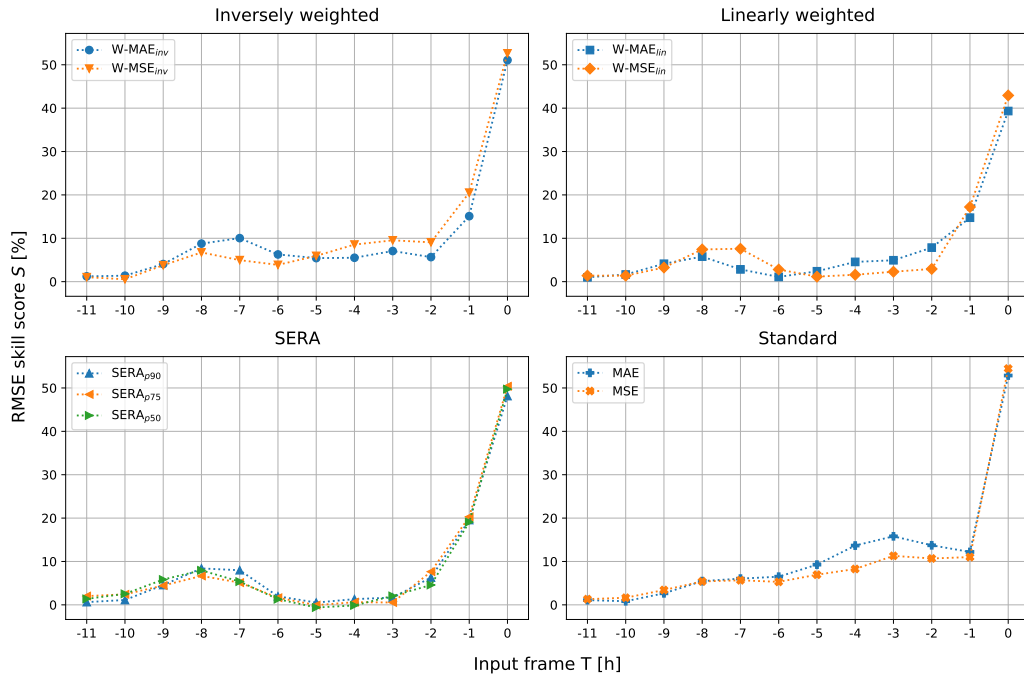 Inversely weighted
W-MAE_inv
W-MSE_inv
50
40
30
20
10
0
-11 -10 -9 -8 -7 -6 -5 -4 -3 -2 -1 0
Linearly weighted
W-MAE_lin
W-MSE_lin
50
40
30
20
10
0
-11 -10 -9 -8 -7 -6 -5 -4 -3 -2 -1 0
RMSE skill score S [%]
SERA
SERA_p90
SERA_p75
SERA_p50
50
40
30
20
10
0
-11 -10 -9 -8 -7 -6 -5 -4 -3 -2 -1 0
Standard
MAE
MSE
50
40
30
20
10
0
-11 -10 -9 -8 -7 -6 -5 -4 -3 -2 -1 0
Input frame T [h]